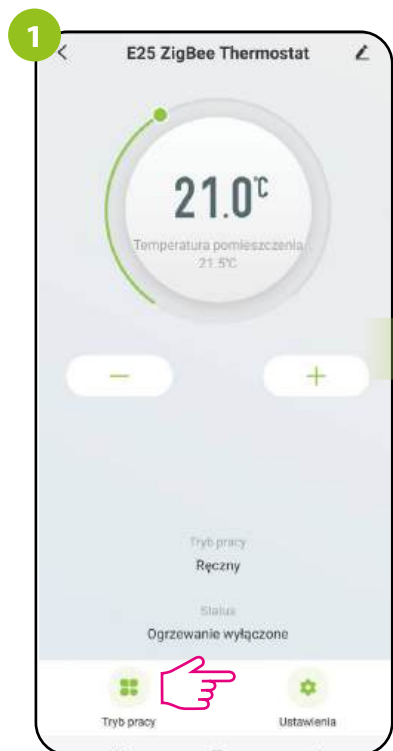 1
E25 ZigBee Thermostat
21.0°C
Temperatura pomieszczenia
21.5°C
Tryb pracy
Ręczny
Status
Ogrzewanie wyłączone
Tryb pracy
Ustawienia